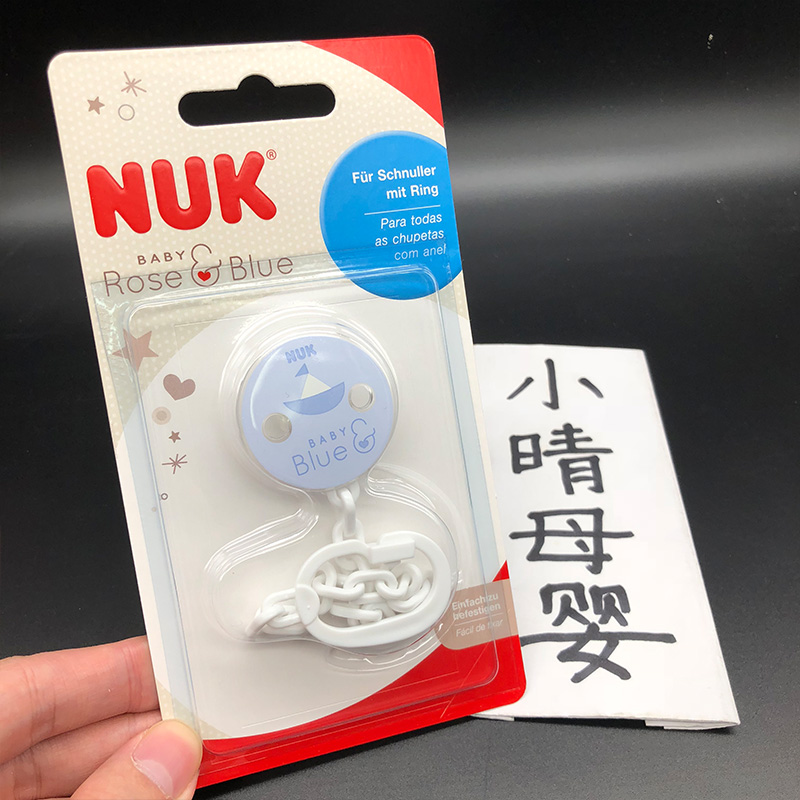 NUK®
BABY &
Rose & Blue
Für Schnuller
mit Ring
Para todas
as chupetas
com anel
NUK
BABY &
Blue
Einfach zu
befestigen
Fácil de fixar
小
晴
母
婴